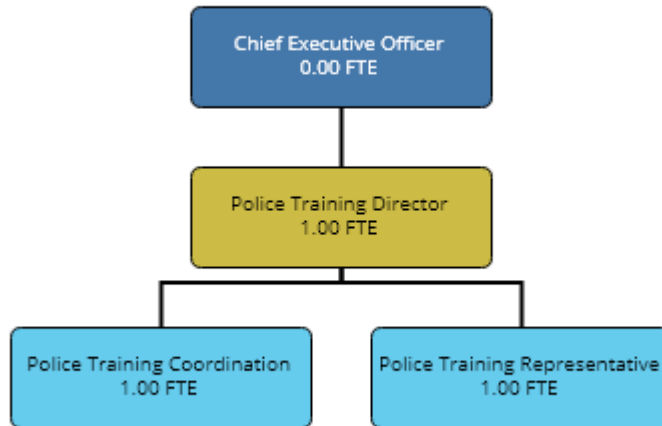 Chief Executive Officer
0.00 FTE
Police Training Director
1.00 FTE
Police Training Coordination
1.00 FTE
Police Training Representative
1.00 FTE